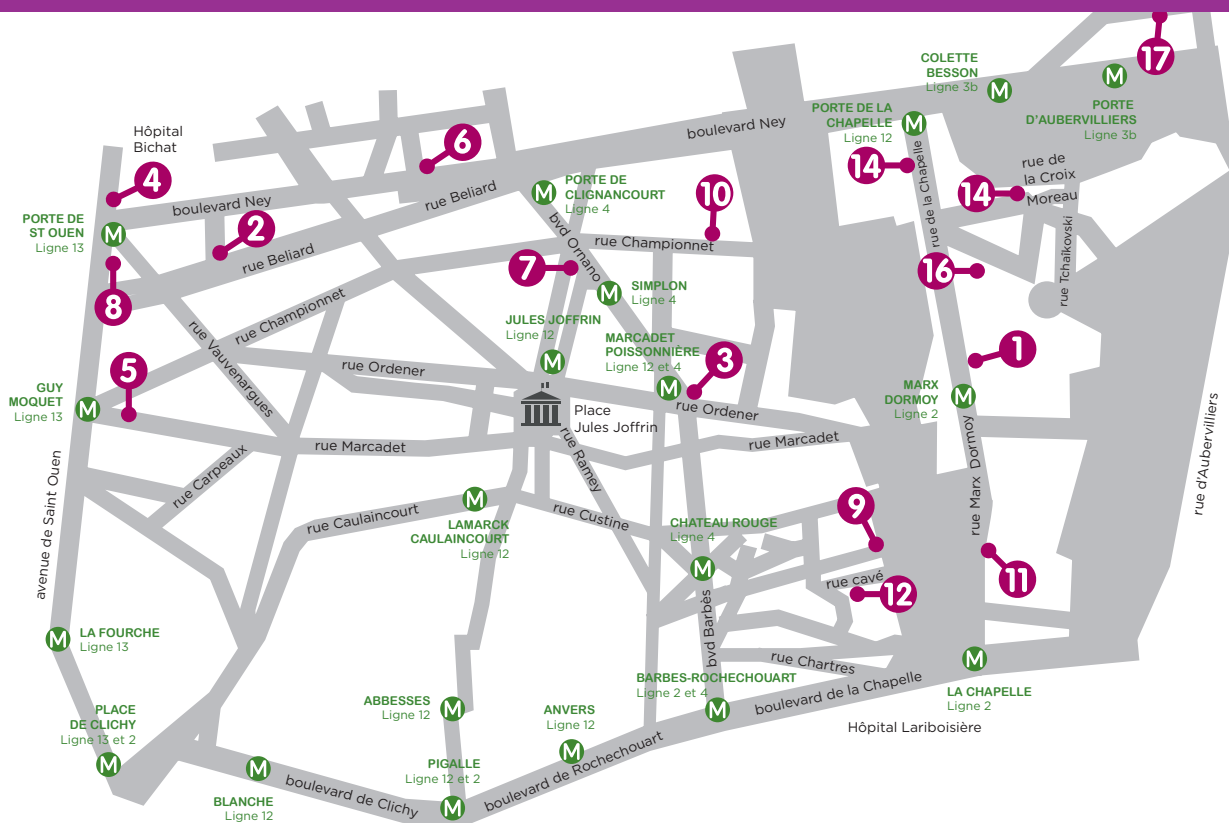 17
COLETTE
BESSON
Ligne 3b
M
M
PORTE
D'AUBERVILLIERS
Ligne 3b
PORTE DE LA
CHAPELLE
Ligne 12
M
boulevard Ney
Hôpital
Bichat
6
4
14
rue de
la Croix
Moreau
14
boulevard Ney
rue Beliard
PORTE DE
CLIGNANCOURT
Ligne 4
M
10
rue de la Chapelle
PORTE DE
ST OUEN
Ligne 13
M
2
rue Beliard
bvd Ornano
rue Championnet
7
16
rue Tchaïkovski
8
SIMPLON
Ligne 4
M
rue Championnet
rue Vauvenargues
JULES JOFFRIN
Ligne 12
M
MARCADET
POISSONNIÈRE
Ligne 12 et 4
M
3
1
5
rue Ordener
GUY
MOQUET
Ligne 13
M
MARX
DORMOY
Ligne 2
M
Place
Jules Joffrin
rue Ordener
rue Marcadet
rue Marcadet
rue Ramey
rue Carpeaux
rue d'Aubervilliers
rue Marx Dormoy
avenue de Saint Ouen
rue Caulaincourt
M
LAMARCK
CAULAINCOURT
Ligne 12
rue Custine
CHATEAU ROUGE
Ligne 4
M
9
rue cavé
12
11
bvd Barbès
M
LA FOURCHE
Ligne 13
rue Chartres
M
LA CHAPELLE
Ligne 2
BARBES-ROCHECHOUART
Ligne 2 et 4
M
boulevard de la Chapelle
Hôpital Lariboisière
ABBESSES
Ligne 12
M
ANVERS
Ligne 12
M
PLACE
DE CLICHY
Ligne 13 et 2
M
boulevard de Rochechouart
PIGALLE
Ligne 12 et 2
M
M
BLANCHE
Ligne 12
boulevard de Clichy